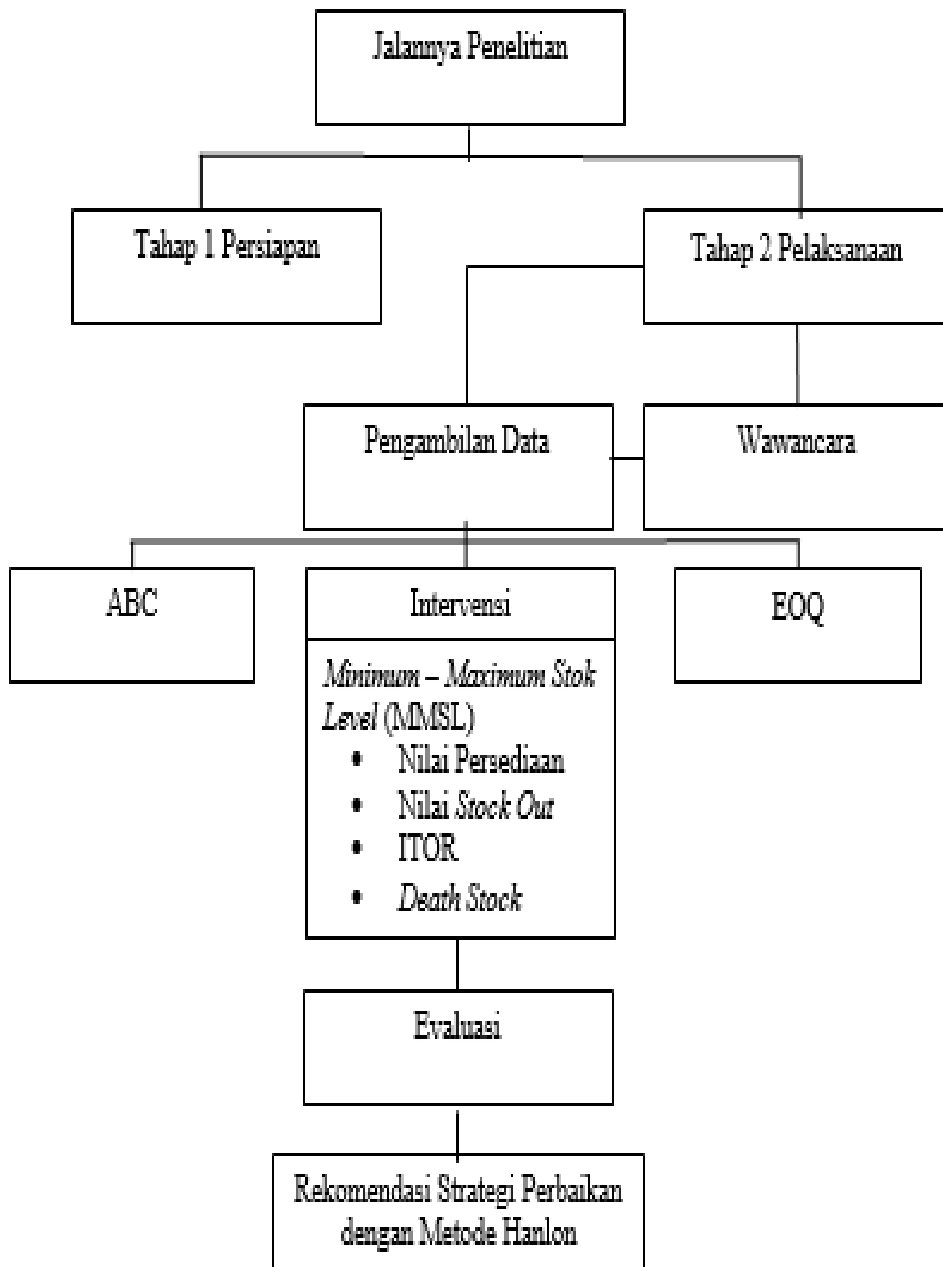 Jalannya Penelitian
Tahap 1 Persiapan
Tahap 2 Pelaksanaan
Pengambilan Data
Wawancara
ABC
Intervensi
EOQ
Minimum – Maximum Stok
Level (MMSL)
• Nilai Persediaan
• Nilai Stock Out
• ITOR
• Death Stock
Evaluasi
Rekomendasi Strategi Perbaikan
dengan Metode Hanlon